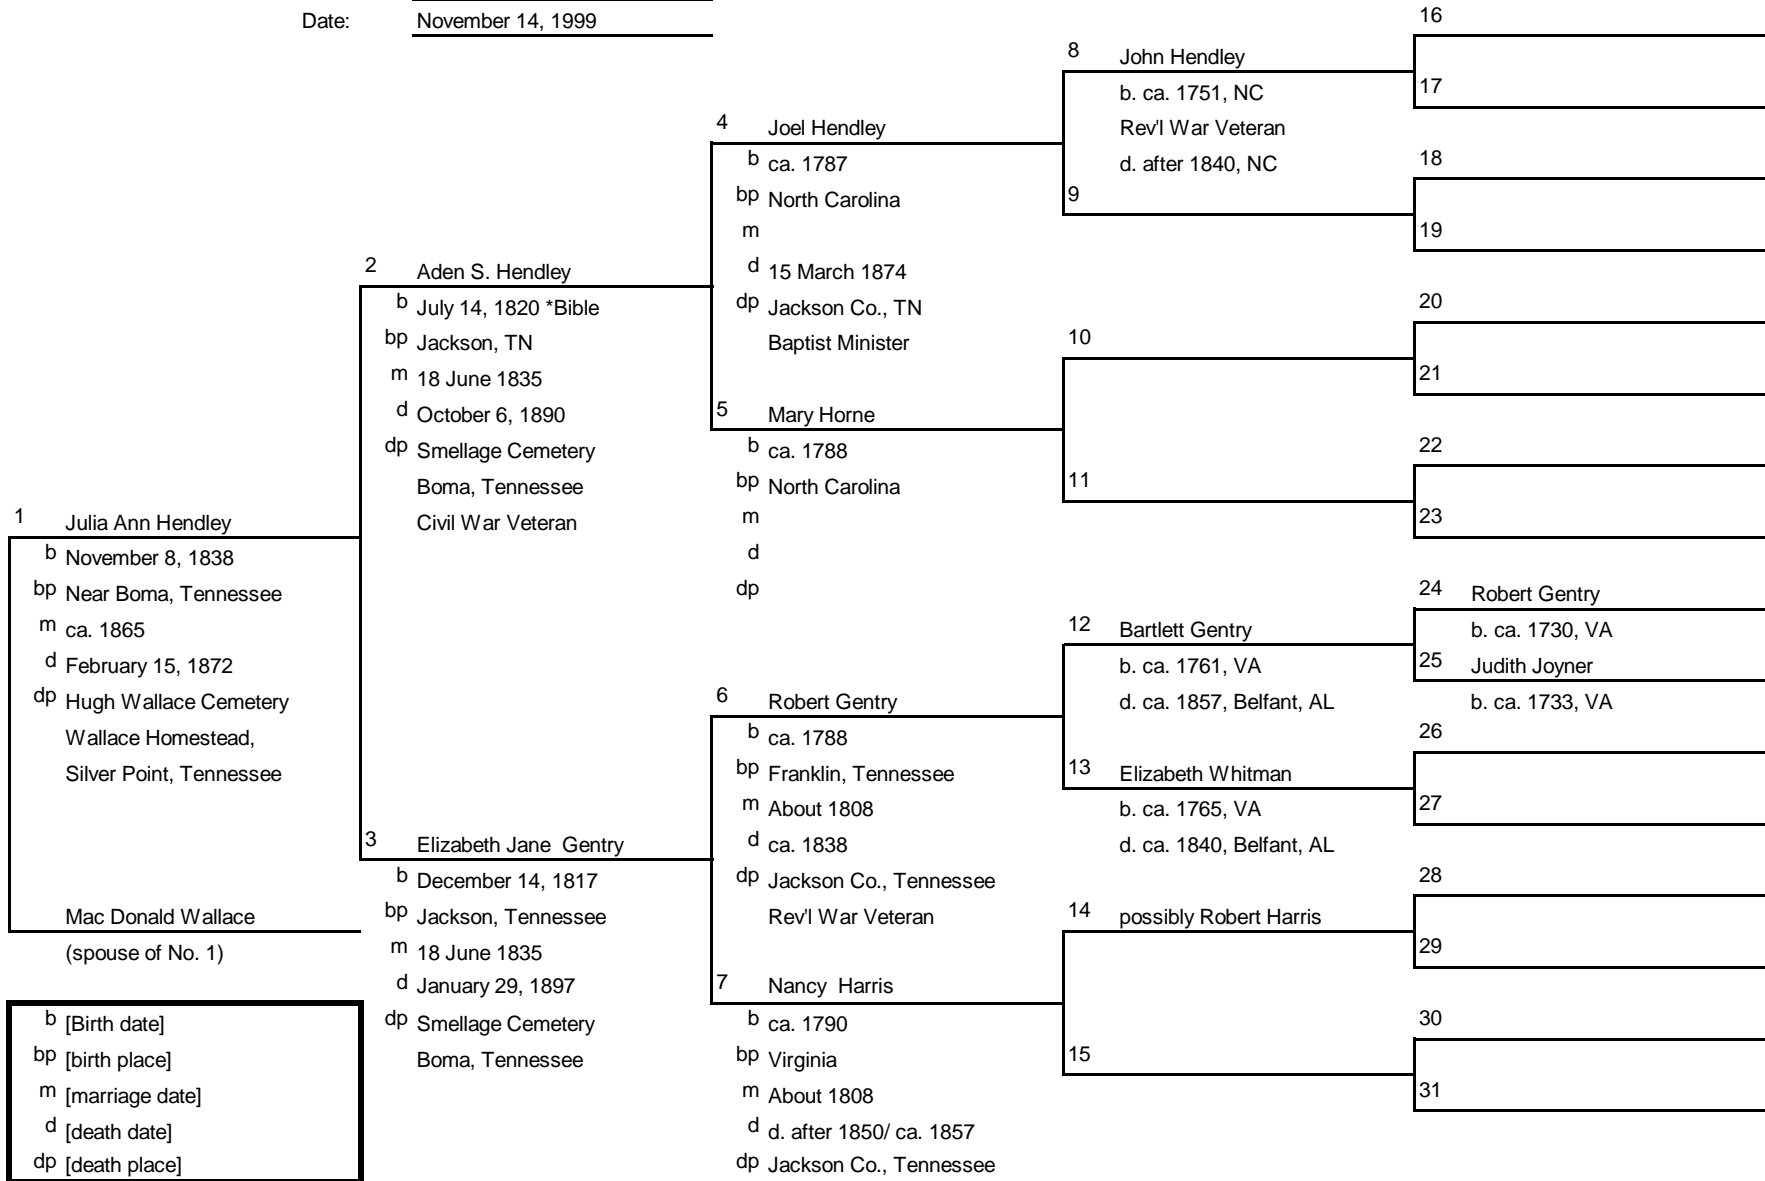 Date: November 14, 1999
1 Julia Ann Hendley
b November 8, 1838
bp Near Boma, Tennessee
m ca. 1865
d February 15, 1872
dp Hugh Wallace Cemetery
Wallace Homestead,
Silver Point, Tennessee
Mac Donald Wallace
(spouse of No. 1)
b [Birth date]
bp [birth place]
m [marriage date]
d [death date]
dp [death place]
2 Aden S. Hendley
b July 14, 1820 *Bible
bp Jackson, TN
m 18 June 1835
d October 6, 1890
dp Smellage Cemetery
Boma, Tennessee
Civil War Veteran
3 Elizabeth Jane  Gentry
b December 14, 1817
bp Jackson, Tennessee
m 18 June 1835
d January 29, 1897
dp Smellage Cemetery
Boma, Tennessee
4 Joel Hendley
b ca. 1787
bp North Carolina
m
d 15 March 1874
dp Jackson Co., TN
Baptist Minister
5 Mary Horne
b ca. 1788
bp North Carolina
m
d
dp
6 Robert Gentry
b ca. 1788
bp Franklin, Tennessee
m About 1808
d ca. 1838
dp Jackson Co., Tennessee
Rev'l War Veteran
7 Nancy  Harris
b ca. 1790
bp Virginia
m About 1808
d d. after 1850/ ca. 1857
dp Jackson Co., Tennessee
8 John Hendley
b. ca. 1751, NC
Rev'l War Veteran
d. after 1840, NC
9
10
11
12 Bartlett Gentry
b. ca. 1761, VA
d. ca. 1857, Belfant, AL
13 Elizabeth Whitman
b. ca. 1765, VA
d. ca. 1840, Belfant, AL
14 possibly Robert Harris
15
16
17
18
19
20
21
22
23
24 Robert Gentry
b. ca. 1730, VA
25 Judith Joyner
b. ca. 1733, VA
26
27
28
29
30
31